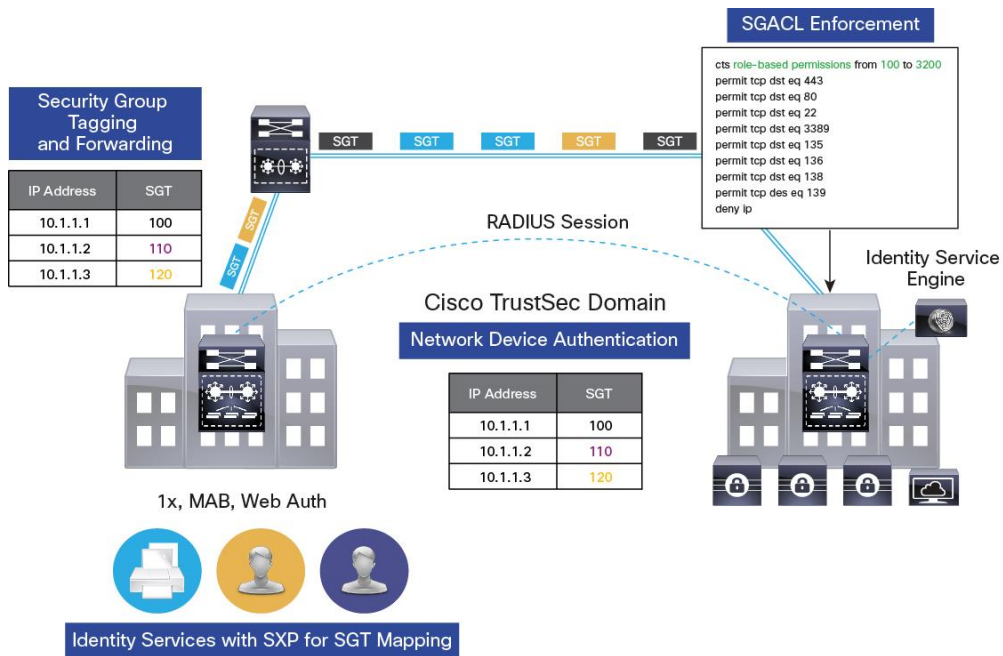 SGACL Enforcement
cts role-based permissions from 100 to 3200
permit tcp dst eq 443
permit tcp dst eq 80
permit tcp dst eq 22
permit tcp dst eq 3389
permit tcp dst eq 135
permit tcp dst eq 136
permit tcp dst eq 138
permit tcp des eq 139
deny ip
Security Group
Tagging
and Forwarding
IP Address SGT
10.1.1.1 100
10.1.1.2 110
10.1.1.3 120
SGT SGT SGT SGT SGT
SGT
SGT
RADIUS Session
Identity Service
Engine
Cisco TrustSec Domain
Network Device Authentication
IP Address SGT
10.1.1.1 100
10.1.1.2 110
10.1.1.3 120
1x, MAB, Web Auth
Identity Services with SXP for SGT Mapping